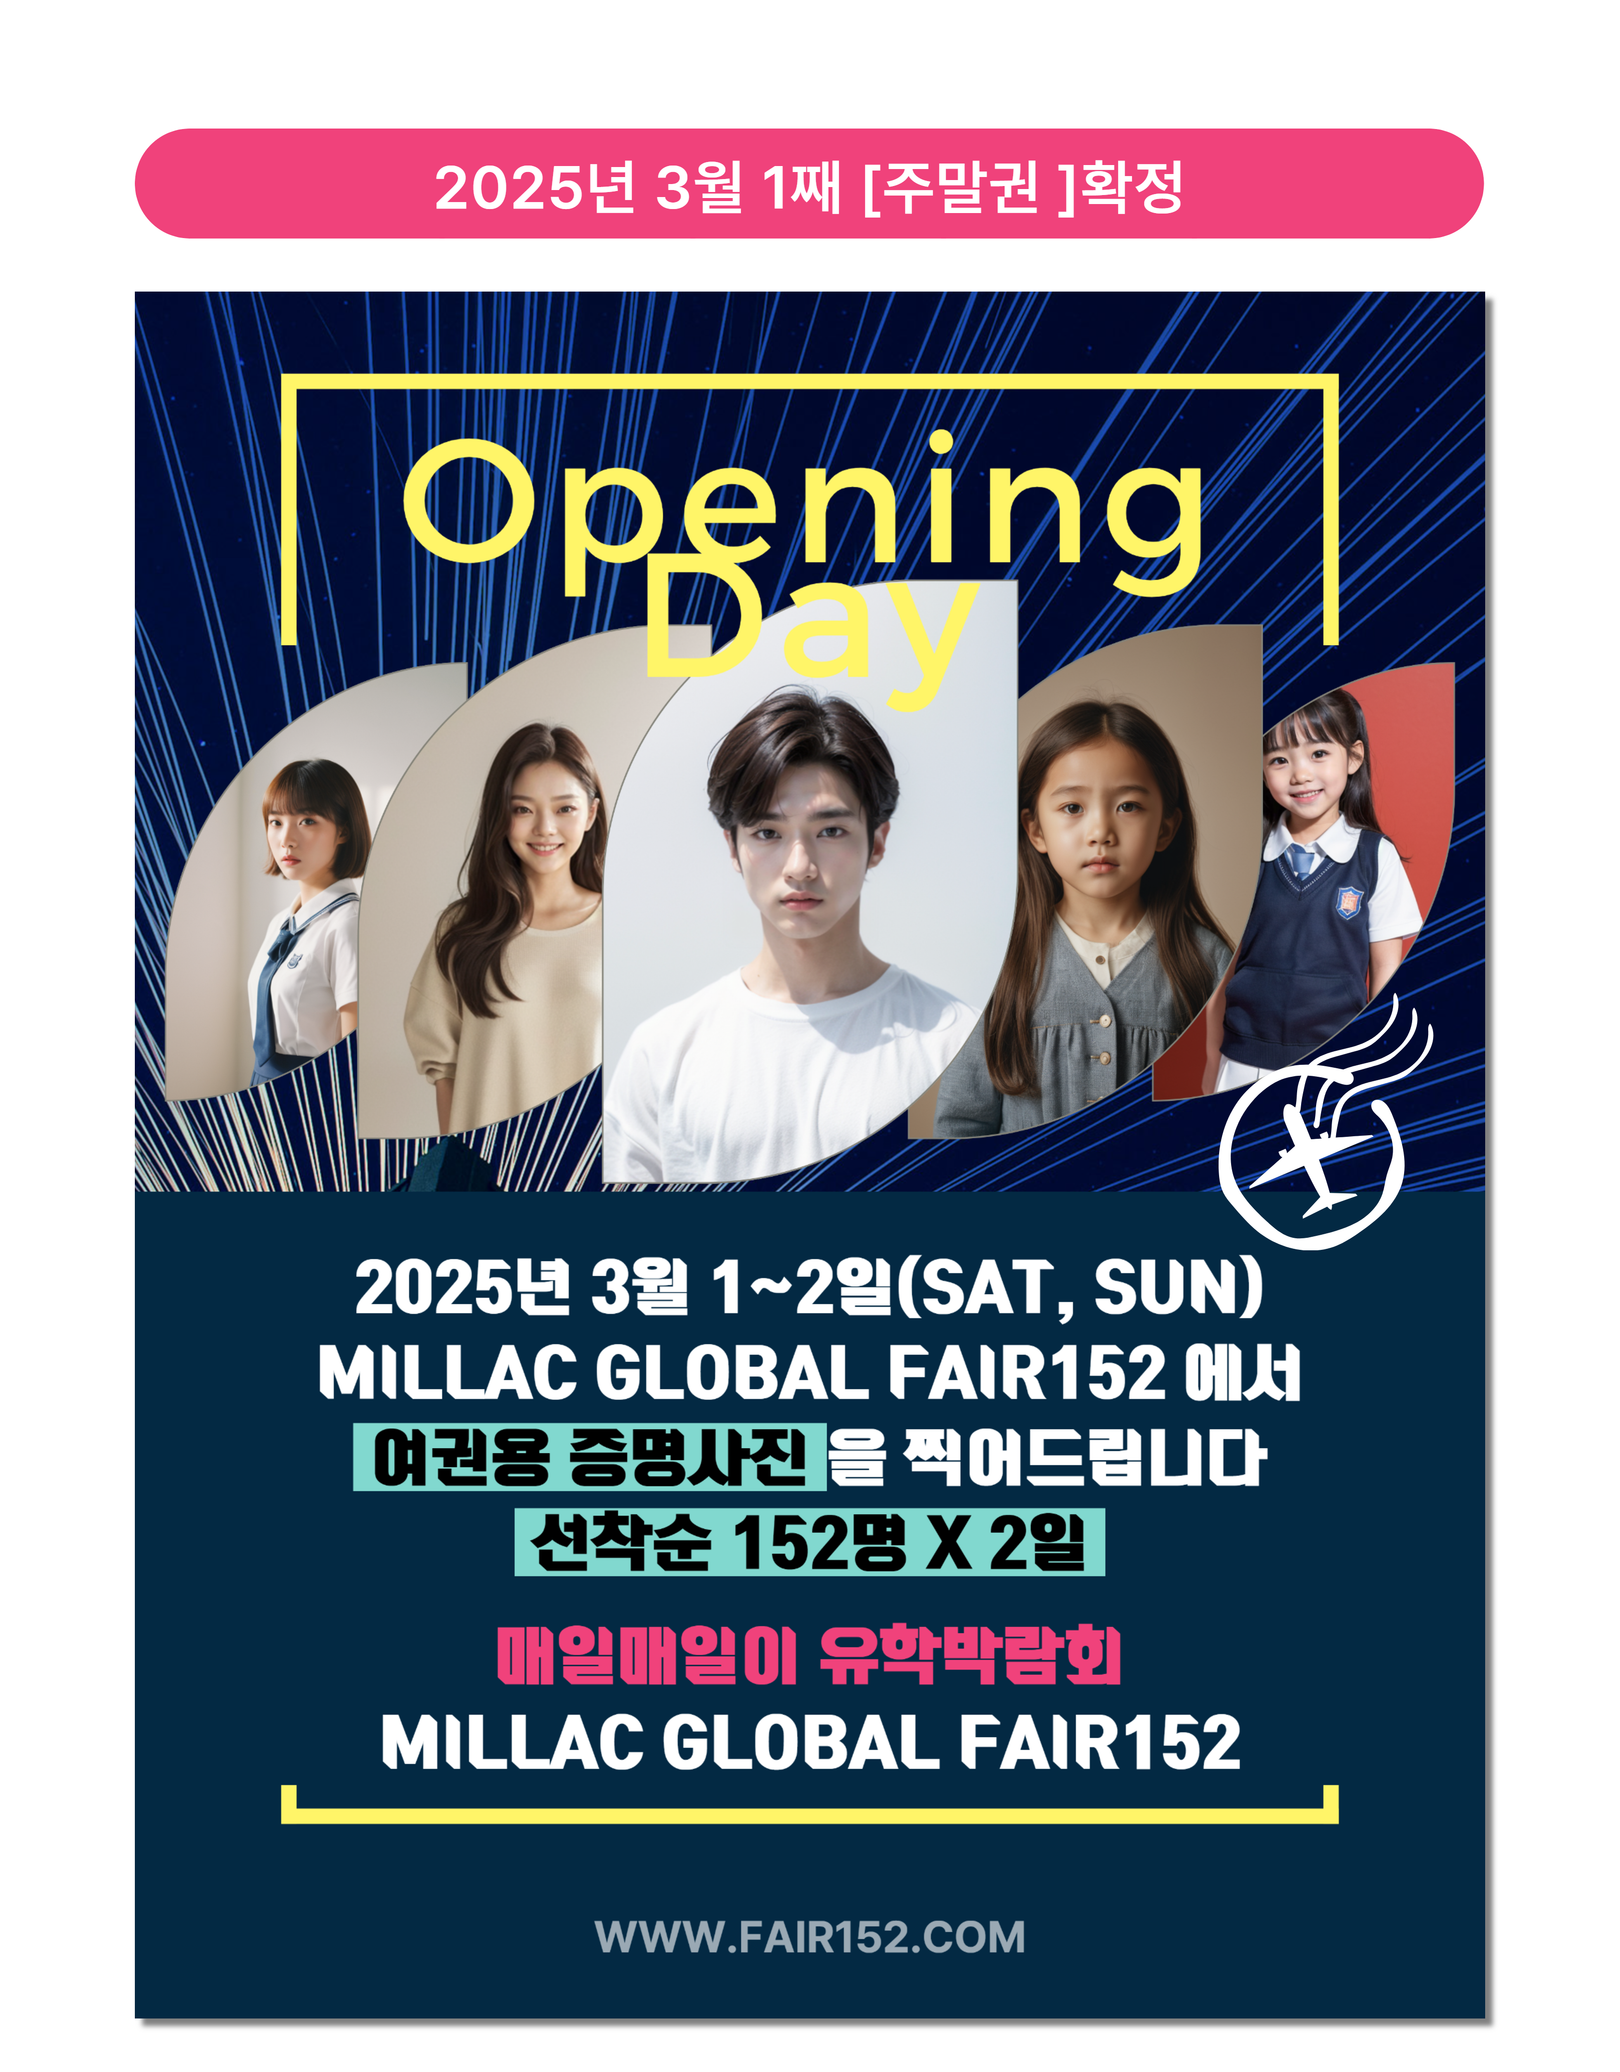 2025년 3월 1째 [주말권 ]확정
Opening
Day
2025년 3월 1~2일(SAT, SUN)
MILLAC GLOBAL FAIR152 에서
여권용 증명사진 을 찍어드립니다
선착순 152명 X 2일
매일매일이 유학박람회
MILLAC GLOBAL FAIR152
WWW.FAIR152.COM